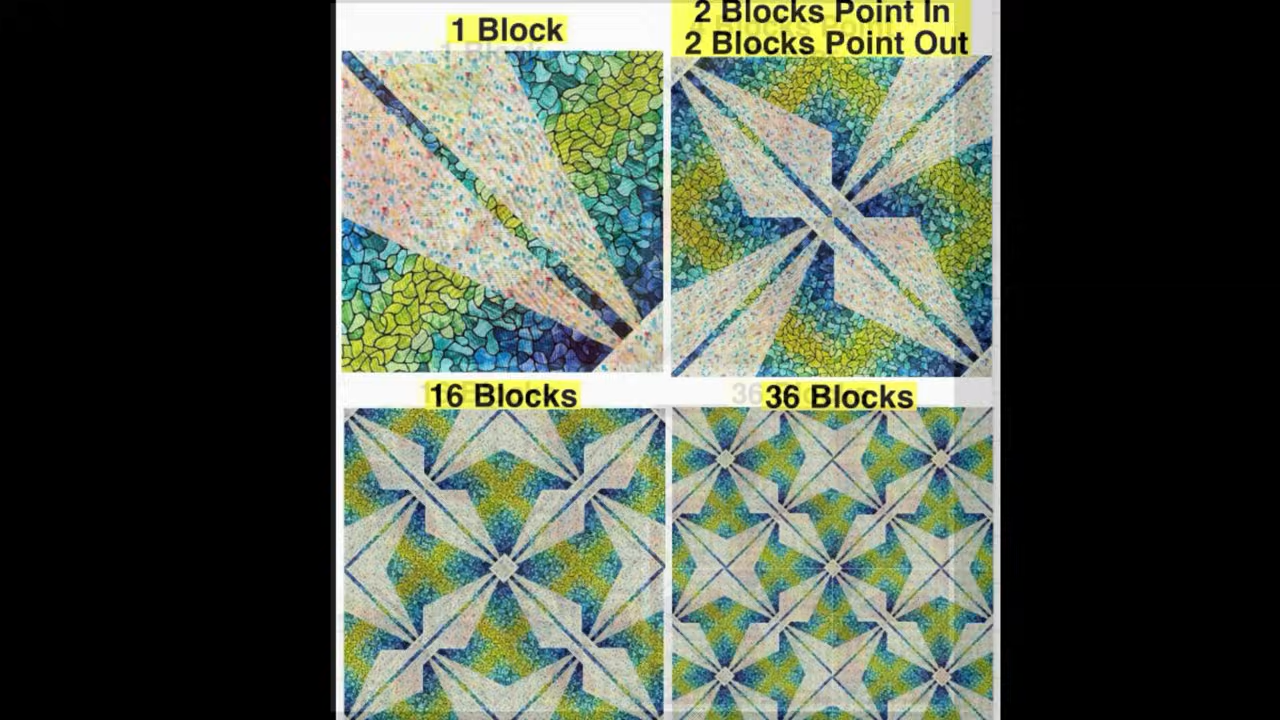 1 Block
2 Blocks Point In
2 Blocks Point Out
16 Blocks
36 Blocks